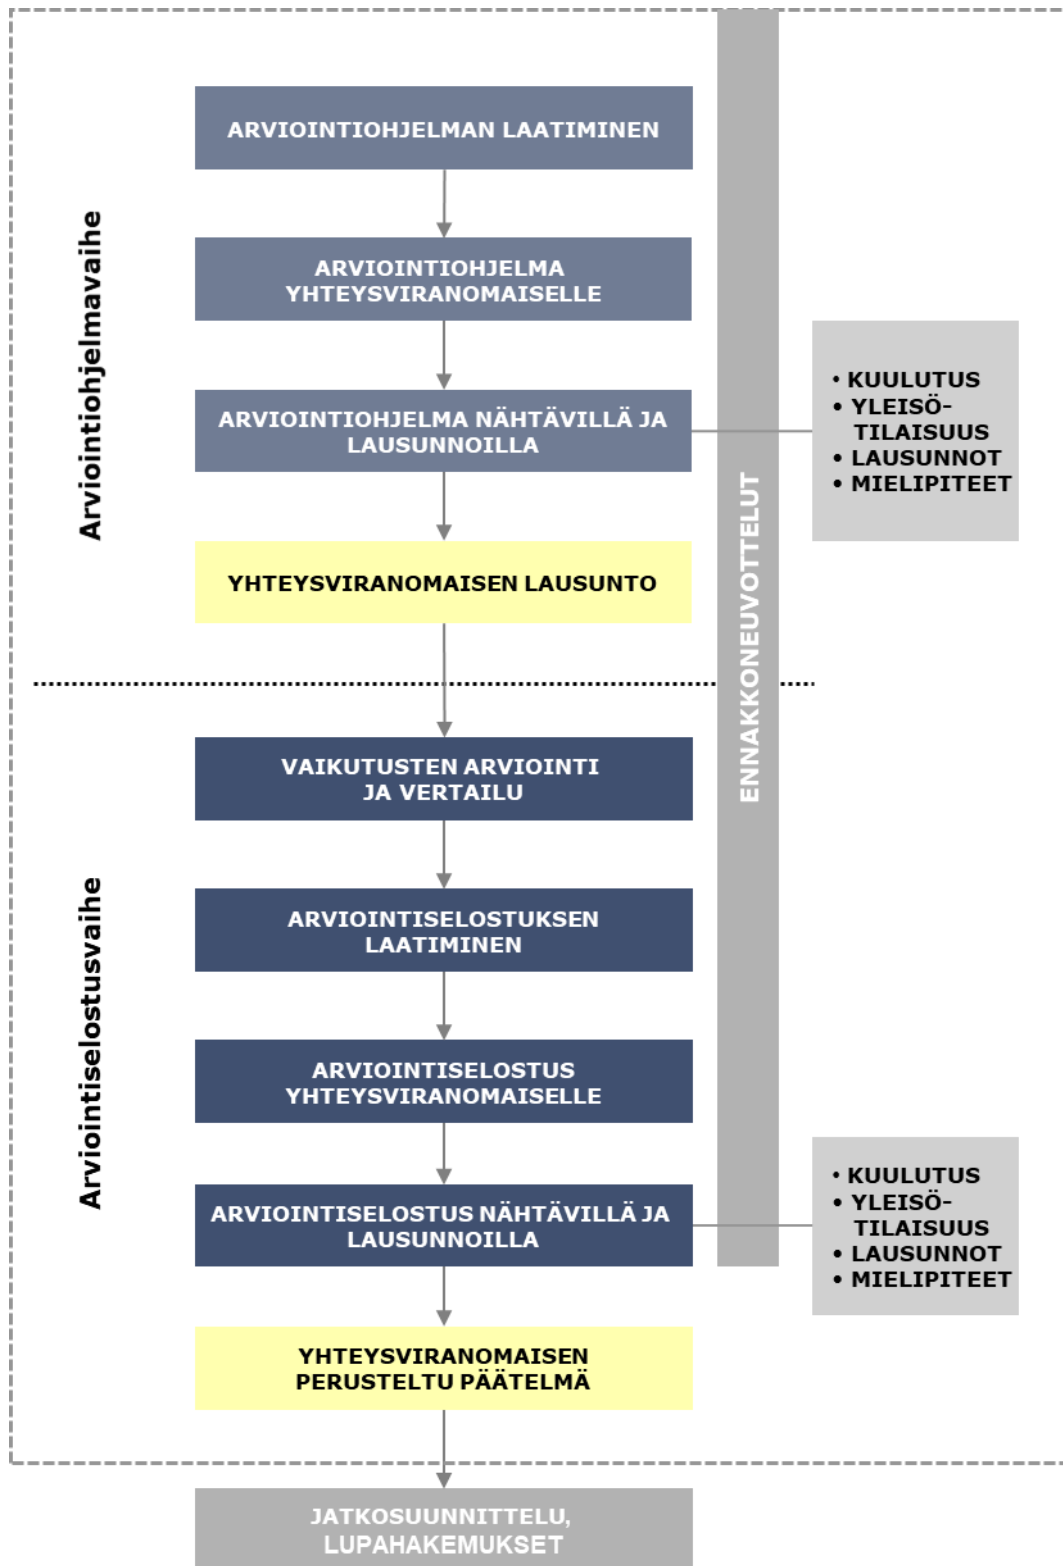 Arviointiohjelmavaihe
ARVIOINTIOHJELMAN LAATIMINEN
ARVIOINTIOHJELMA
YHTEYSVIRANOMAISELLE
ARVIOINTIOHJELMA NÄHTÄVILLÄ JA
LAUSUNNOILLA
• KUULUTUS
• YLEISÖ-
TILAISUUS
• LAUSUNNOT
• MIELIPITEET
YHTEYSVIRANOMAISEN LAUSUNTO
ENNAKKONEUVOTTELUT
Arviointiselostusvaihe
VAIKUTUSTEN ARVIOINTI
JA VERTAILU
ARVIOINTISELOSTUKSEN
LAATIMINEN
ARVIOINTISELOSTUS
YHTEYSVIRANOMAISELLE
ARVIOINTISELOSTUS NÄHTÄVILLÄ JA
LAUSUNNOILLA
• KUULUTUS
• YLEISÖ-
TILAISUUS
• LAUSUNNOT
• MIELIPITEET
YHTEYSVIRANOMAISEN
PERUSTELTU PÄÄTELMÄ
JATKOSUUNNITTELU,
LUPAHAKEMUKSET